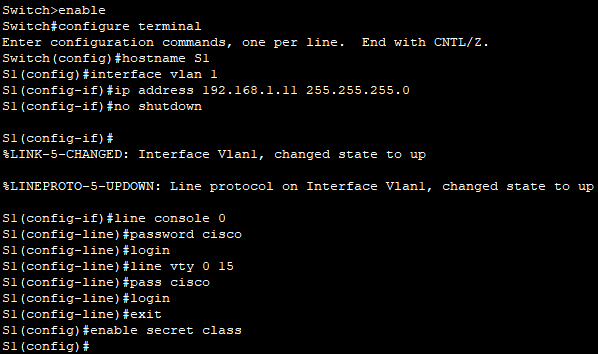 Switch>enable
Switch#configure terminal
Enter configuration commands, one per line.  End with CNTL/Z.
Switch(config)#hostname S1
S1(config)#interface vlan 1
S1(config-if)#ip address 192.168.1.11 255.255.255.0
S1(config-if)#no shutdown
S1(config-if)#
%LINK-5-CHANGED: Interface Vlan1, changed state to up
%LINEPROTO-5-UPDOWN: Line protocol on Interface Vlan1, changed state to up
S1(config-if)#line console 0
S1(config-line)#password cisco
S1(config-line)#login
S1(config-line)#line vty 0 15
S1(config-line)#pass cisco
S1(config-line)#login
S1(config-line)#exit
S1(config)#enable secret class
S1(config)#